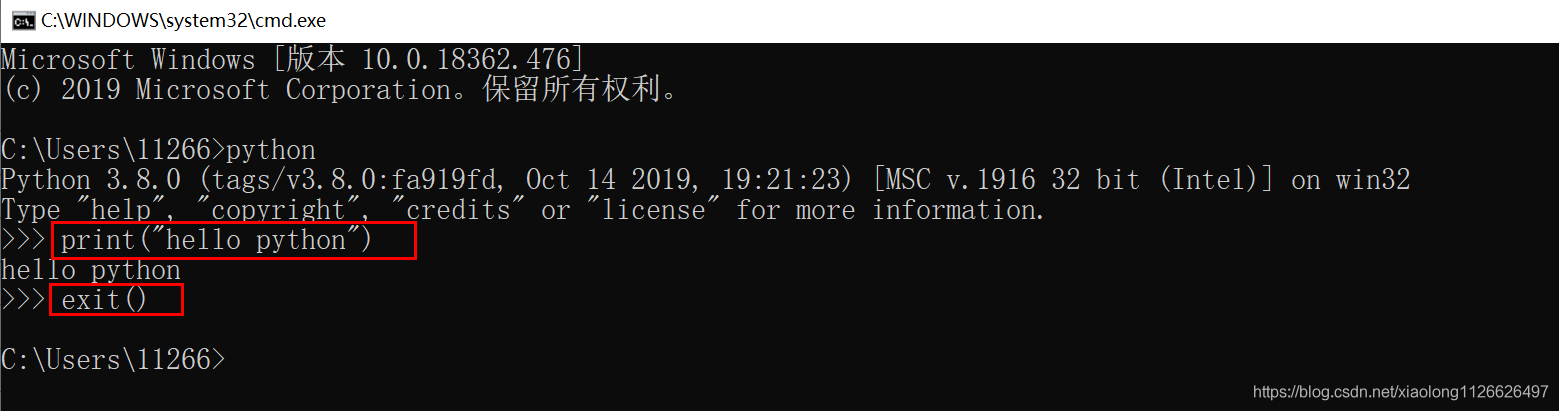 C:\WINDOWS\system32\cmd.exe
Microsoft Windows [版本 10.0.18362.476]
(c) 2019 Microsoft Corporation。保留所有权利。
C:\Users\11266>python
Python 3.8.0 (tags/v3.8.0:fa919fd, Oct 14 2019, 19:21:23) [MSC v.1916 32 bit (Intel)] on win32
Type "help", "copyright", "credits" or "license" for more information.
>>> print("hello python")
hello python
>>> exit()
C:\Users\11266>
https://blog.csdn.net/xiaolong1126626497